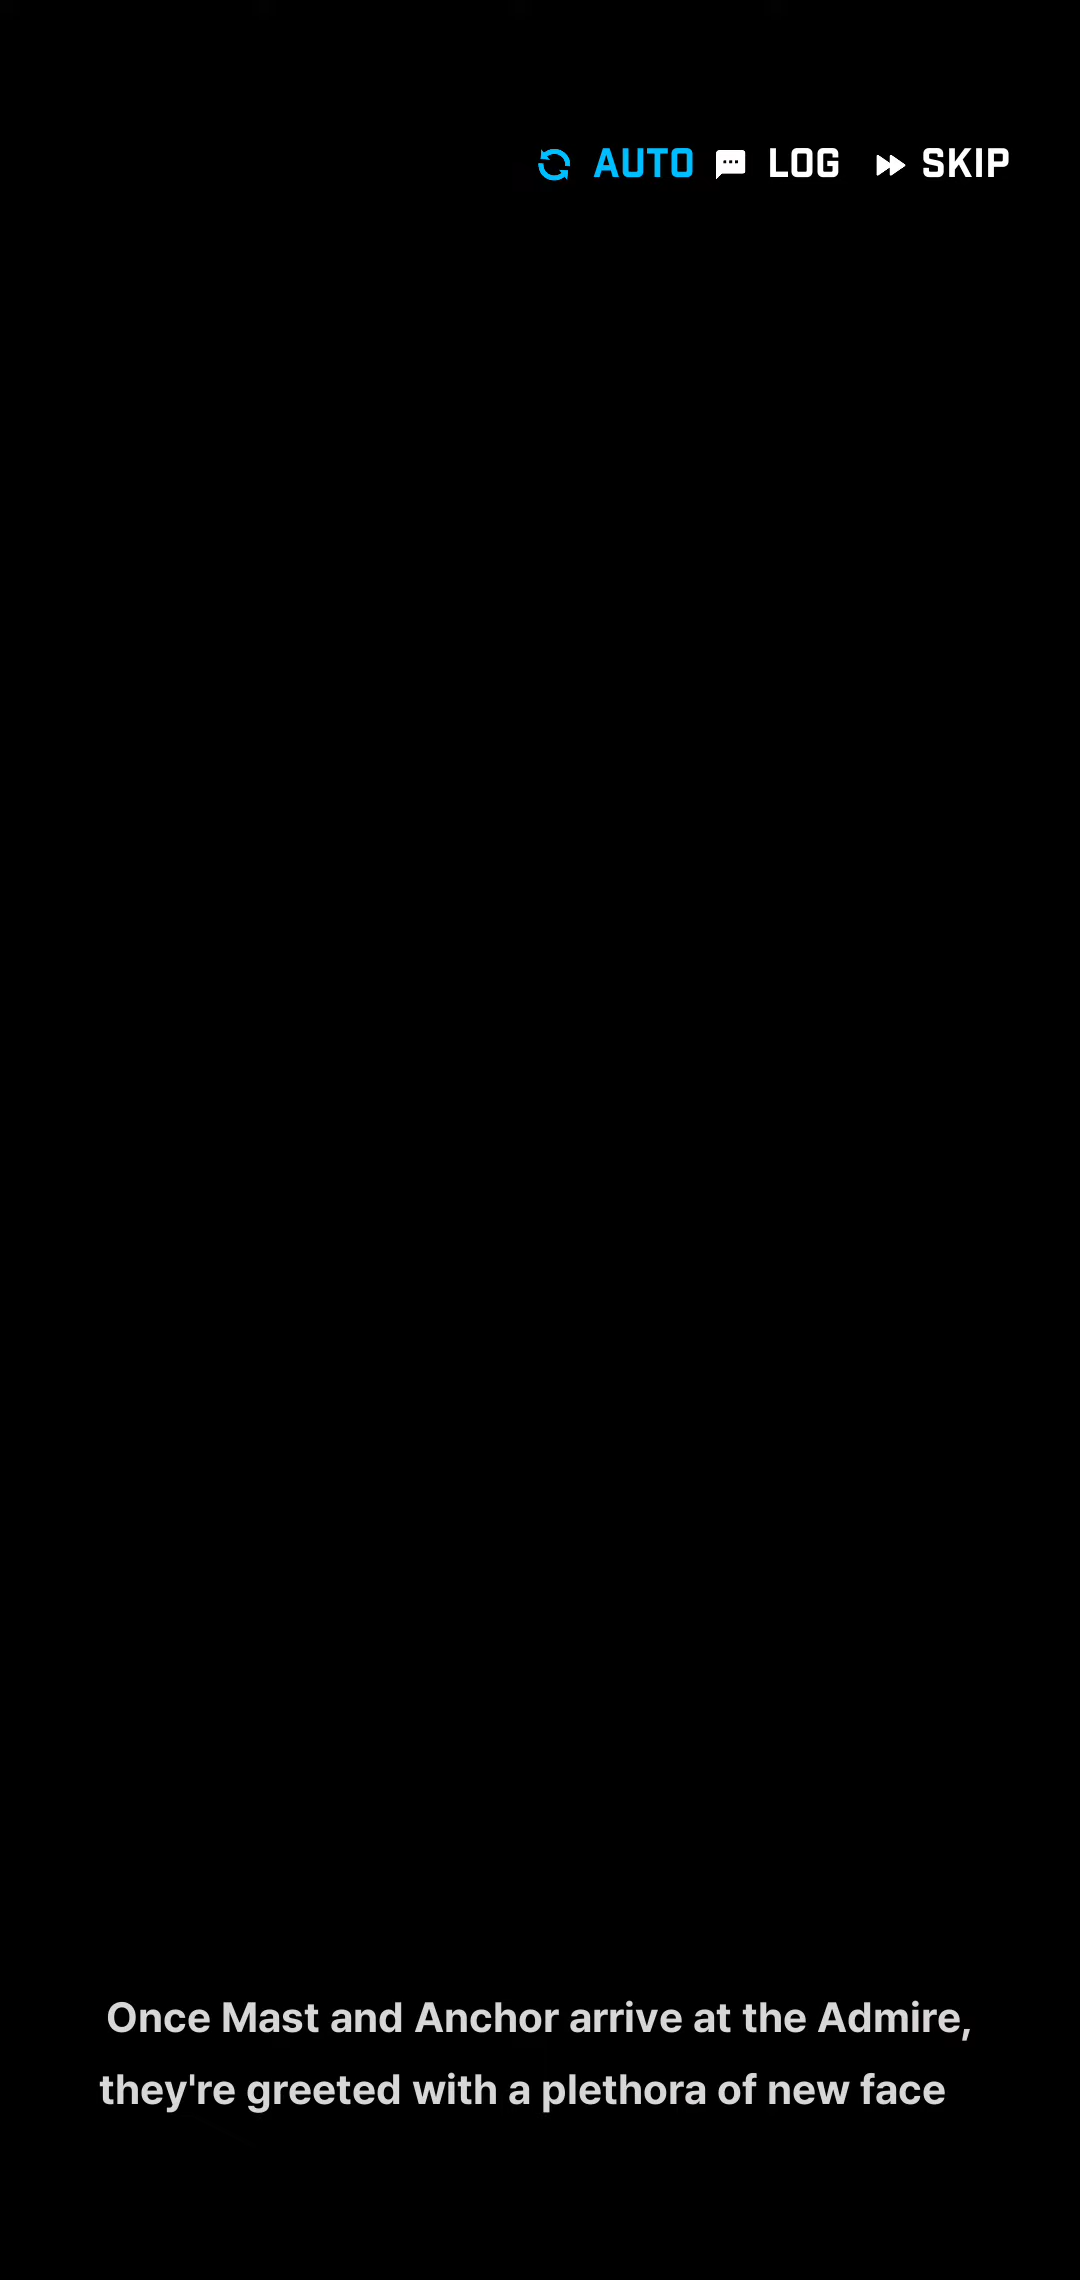 AUTO LOG SKIP
Once Mast and Anchor arrive at the Admire,
they're greeted with a plethora of new face